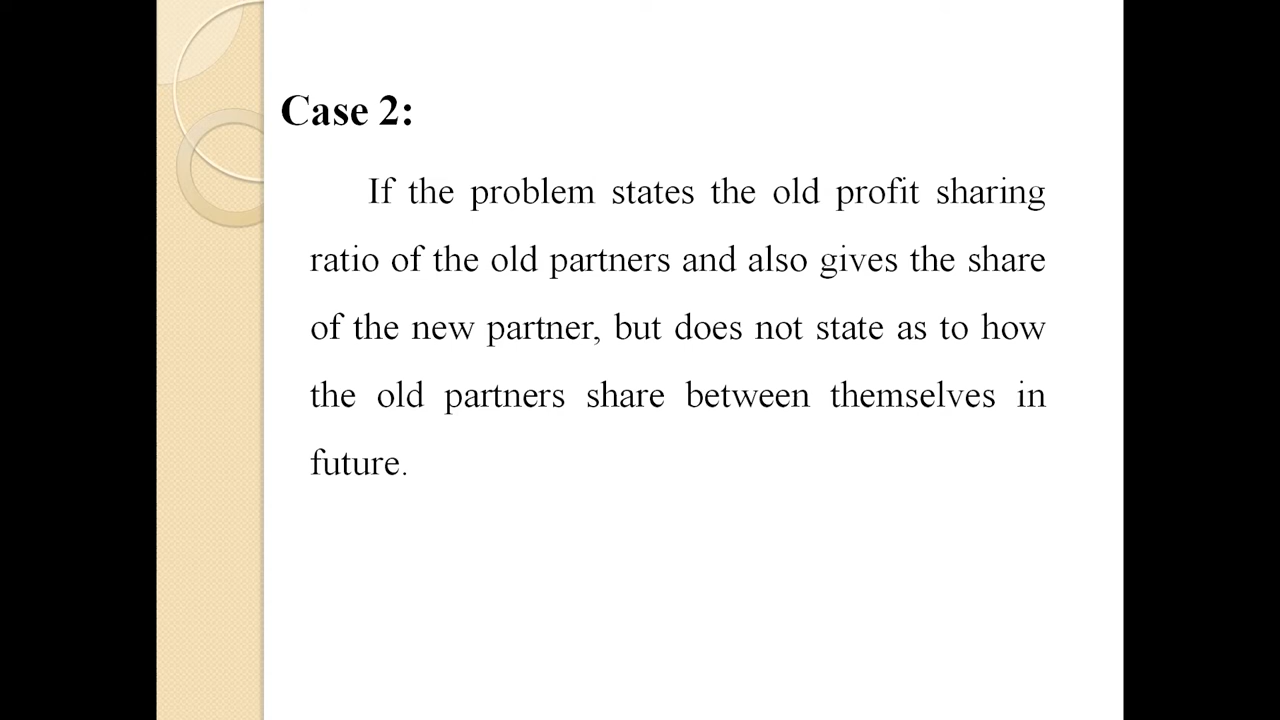 Case 2:
If the problem states the old profit sharing
ratio of the old partners and also gives the share
of the new partner, but does not state as to how
the old partners share between themselves in
future.